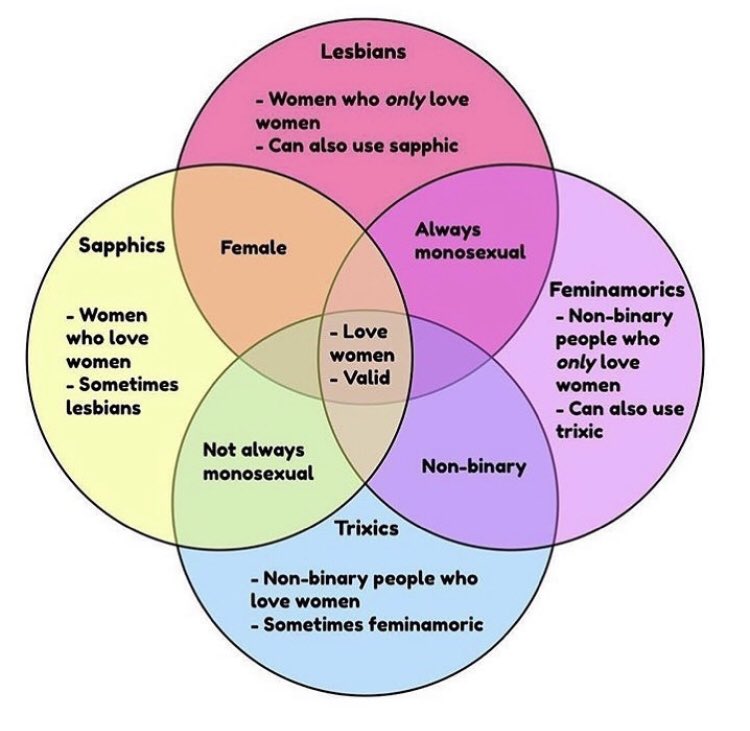 Lesbians
- Women who only love
women
- Can also use sapphic
Sapphics
- Women
who love
women
- Sometimes
lesbians
Female
Always
monosexual
Feminamorics
- Non-binary
people who
only love
women
- Can also use
trixic
- Love
women
- Valid
Not always
monosexual
Non-binary
Trixics
- Non-binary people who
love women
- Sometimes feminamoric